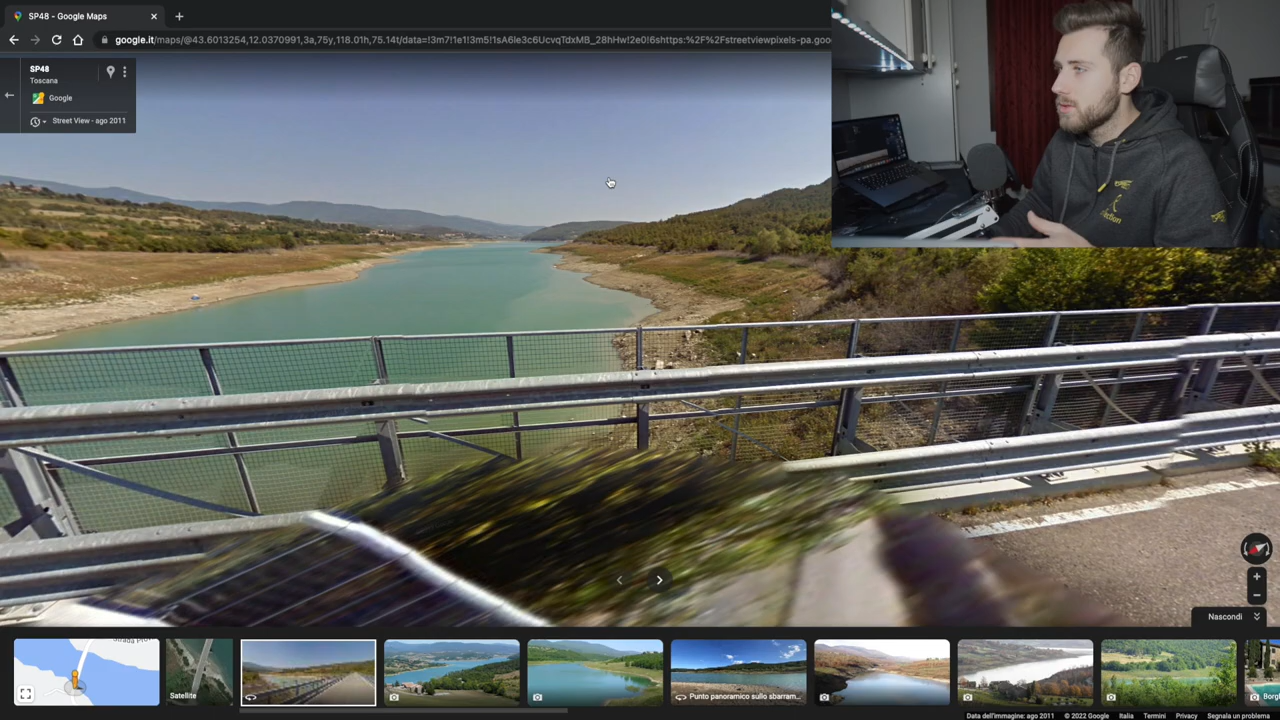 SP48 - Google Maps
google.it/maps/@43.6013254,12.0370991,3a,75y,118.01h,75.14t/data=!3m7!1e1!3m5!1sA6le3c6UcvqTdxMB_28hHw!2e0!6shttps:%2F%2Fstreetviewpixels-pa.goo
SP48
Toscana
Google
Street View - ago 2011
Nascondi
Satellite
Punto panoramico sullo sbarram...
Borgh
Data dell'immagine: ago 2011 © 2022 Google Italia Termini Privacy Segnala un problema